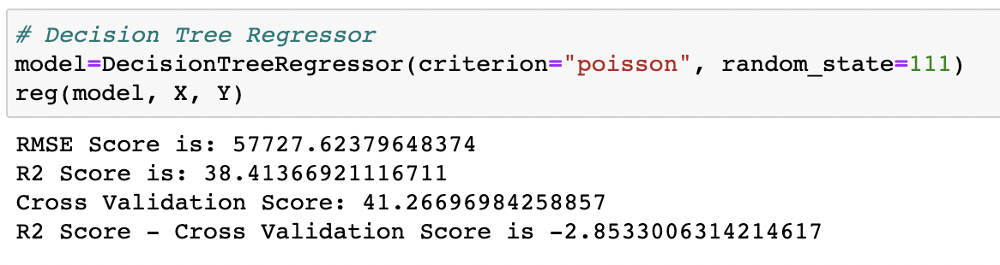 # Decision Tree Regressor
model=DecisionTreeRegressor(criterion="poisson", random_state=111)
reg(model, X, Y)
RMSE Score is: 57727.62379648374
R2 Score is: 38.41366921116711
Cross Validation Score: 41.26696984258857
R2 Score - Cross Validation Score is -2.8533006314214617